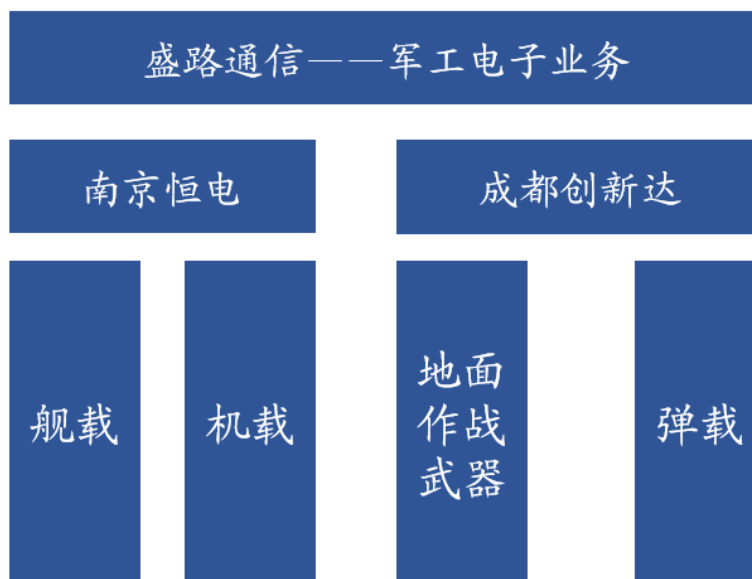 盛路通信——军工电子业务
南京恒电
成都创新达
舰载
机载
地面
作战
武器
弹载